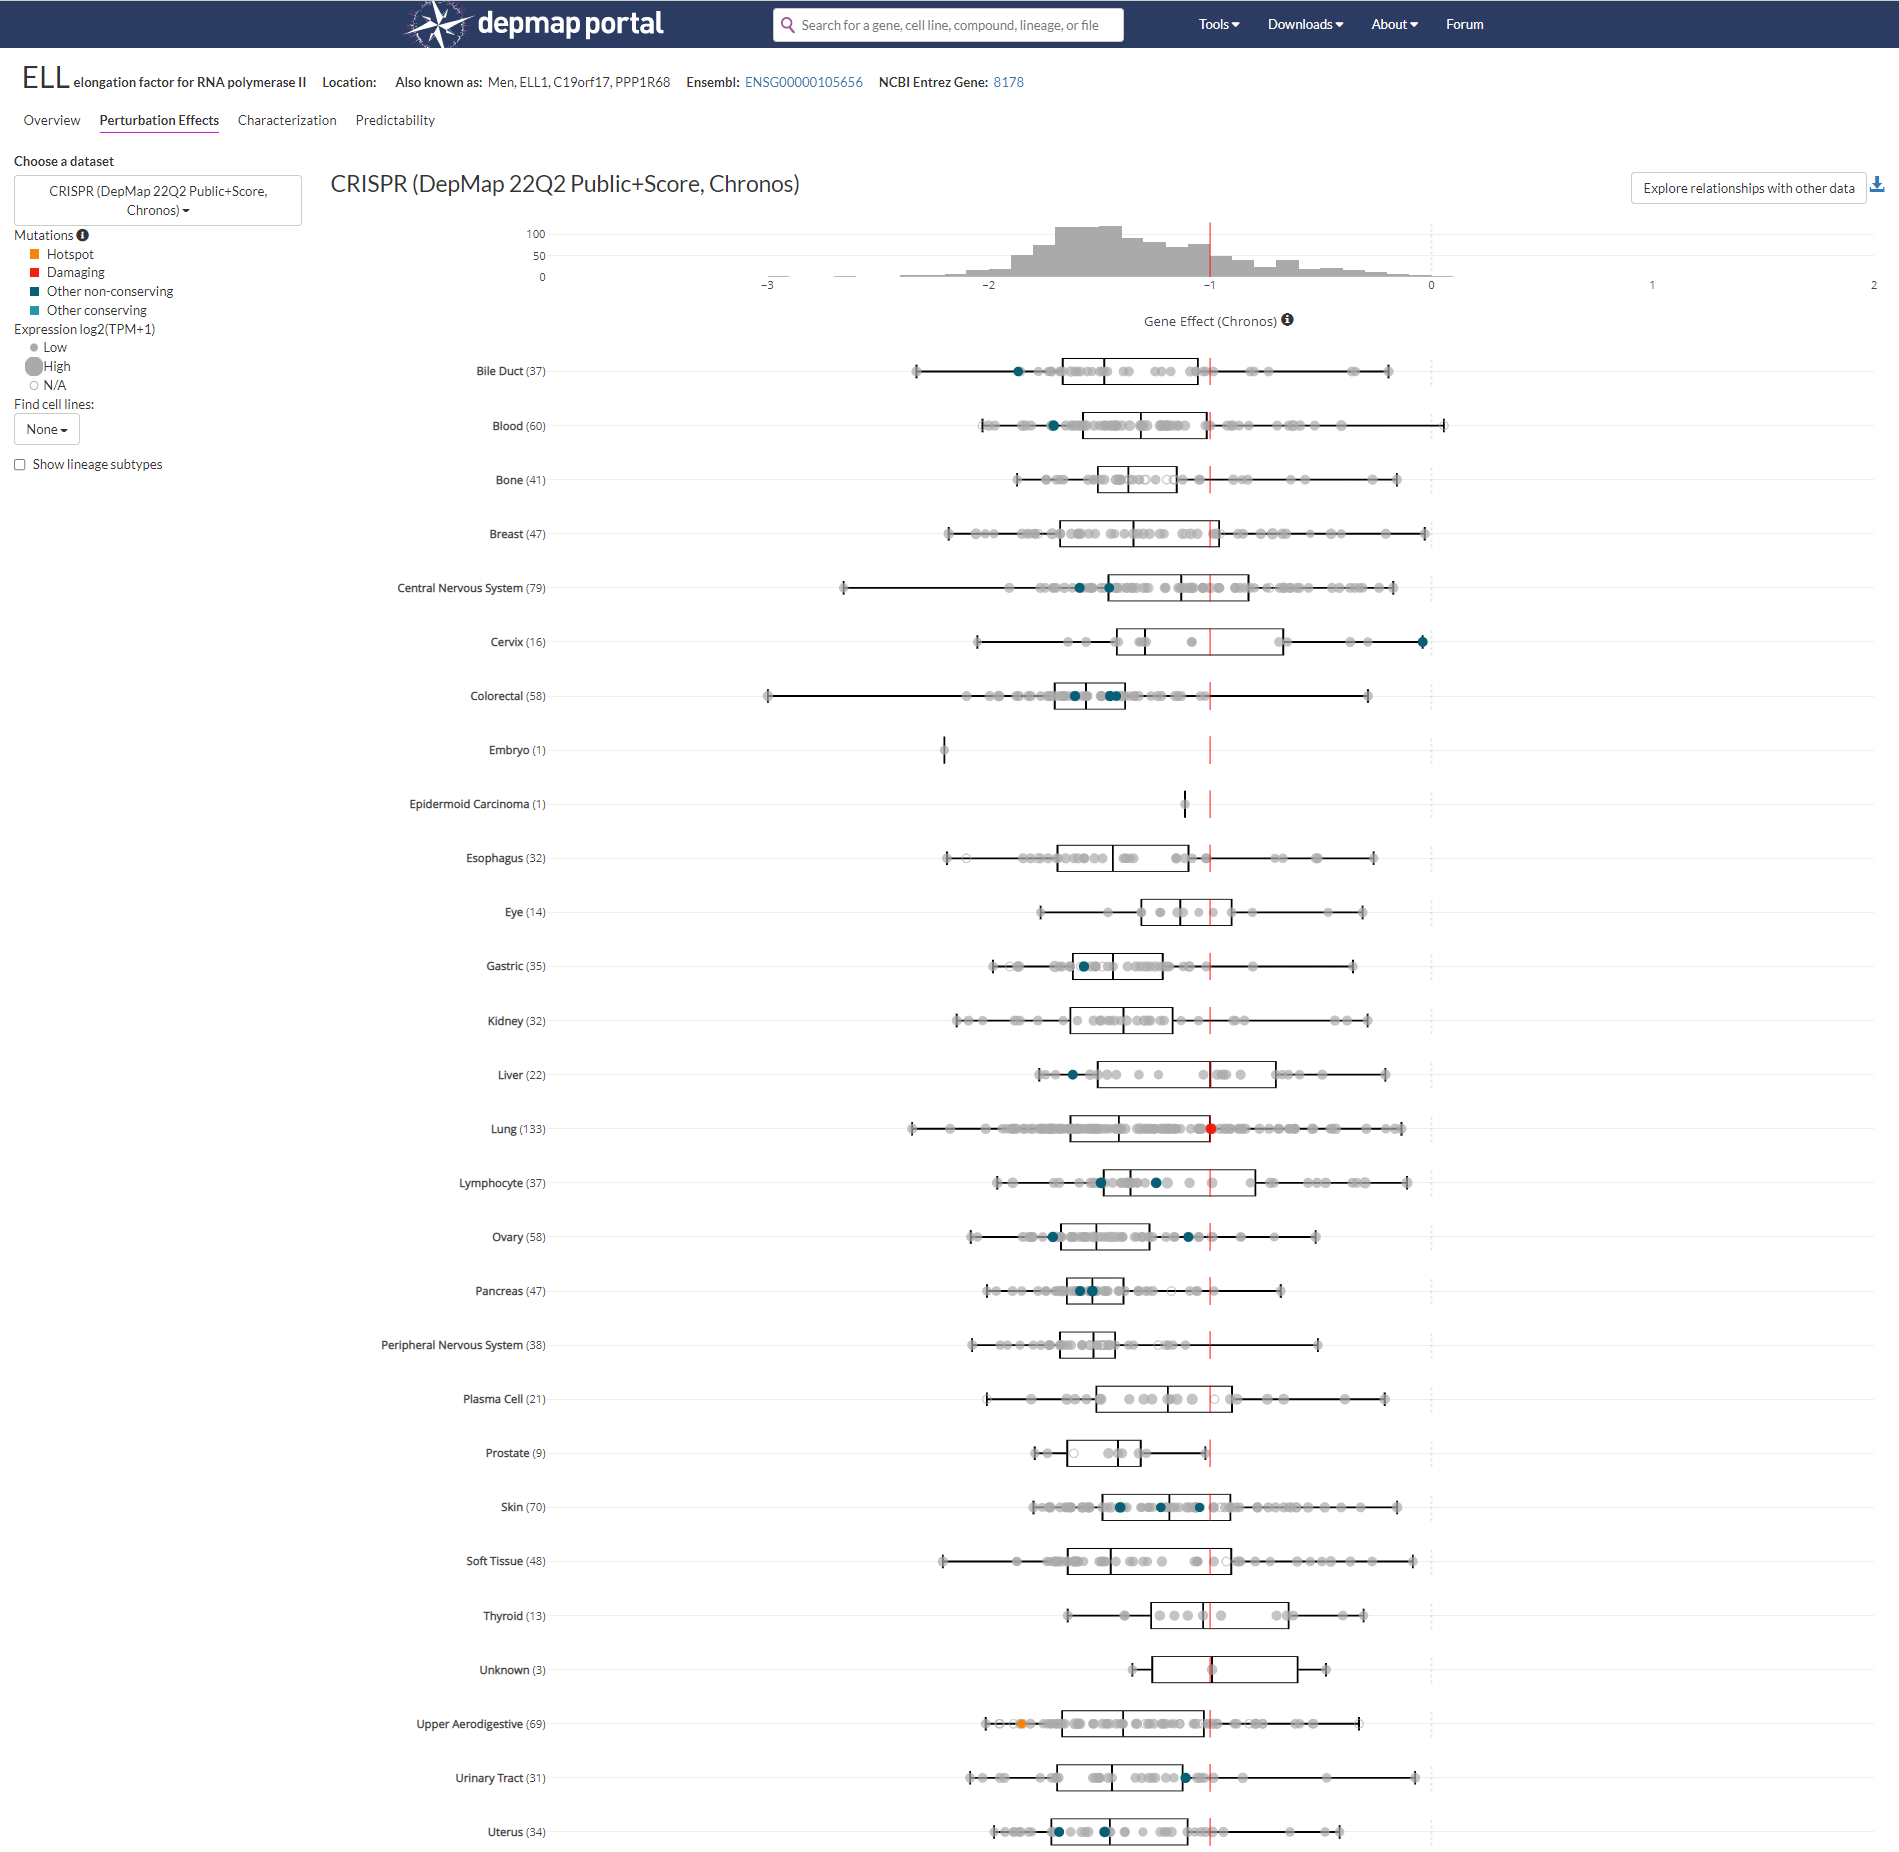 depmap portal
Search for a gene, cell line, compound, lineage, or file
Tools Downloads About Forum
ELL elongation factor for RNA polymerase II Location: Also known as: Men, ELL1, C19orf17, PPP1R68 Ensembl: ENSG00000105656 NCBI Entrez Gene: 8178
Overview Perturbation Effects Characterization Predictability
Choose a dataset
CRISPR (DepMap 22Q2 Public+Score,
Chronos)
Mutations
Hotspot
Damaging
Other non-conserving
Other conserving
Expression log2(TPM+1)
Low
High
N/A
Find cell lines:
None
Show lineage subtypes
CRISPR (DepMap 22Q2 Public+Score, Chronos)
Explore relationships with other data
100
50
0
−3 −2 −1 0 1 2
Gene Effect (Chronos)
Bile Duct (37)
Blood (60)
Bone (41)
Breast (47)
Central Nervous System (79)
Cervix (16)
Colorectal (58)
Embryo (1)
Epidermoid Carcinoma (1)
Esophagus (32)
Eye (14)
Gastric (35)
Kidney (32)
Liver (22)
Lung (133)
Lymphocyte (37)
Ovary (58)
Pancreas (47)
Peripheral Nervous System (38)
Plasma Cell (21)
Prostate (9)
Skin (70)
Soft Tissue (48)
Thyroid (13)
Unknown (3)
Upper Aerodigestive (69)
Urinary Tract (31)
Uterus (34)